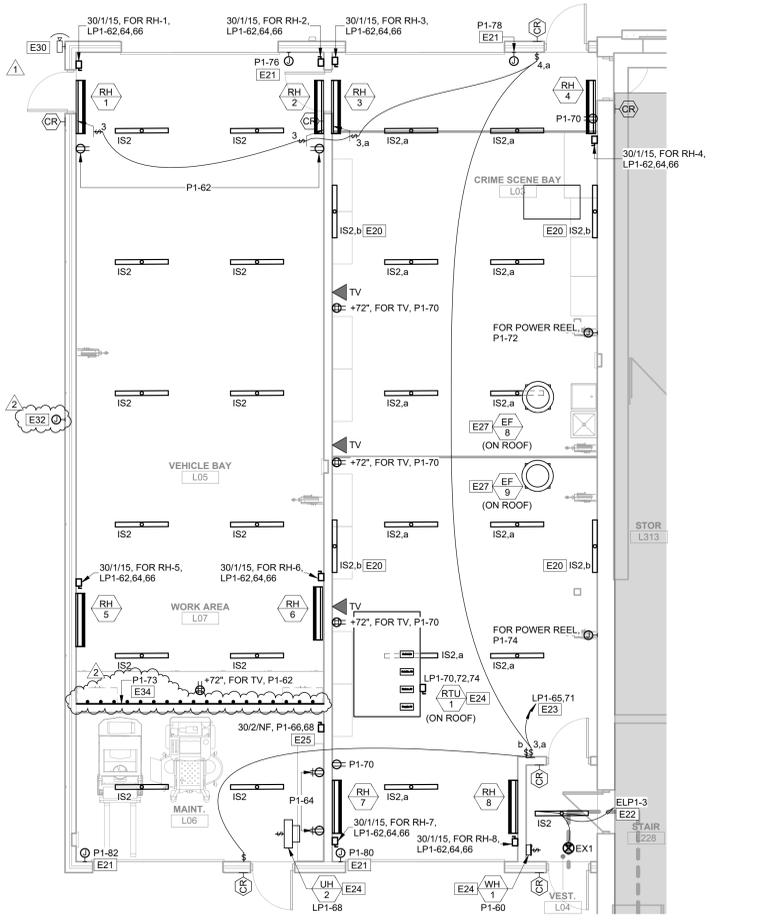 30/1/15, FOR RH-1,
LP1-62,64,66
30/1/15, FOR RH-2,
LP1-62,64,66
30/1/15, FOR RH-3,
LP1-62,64,66
P1-78
E21
CR
E30
P1-76
E21
4,a
1
RH
1
RH
2
RH
3
RH
4
CR
CR
P1-70
3
3
3,a
IS2
IS2
IS2,a
IS2,a
30/1/15, FOR RH-4,
LP1-62,64,66
P1-62
CRIME SCENE BAY
L03
IS2,b
E20
E20
IS2,b
IS2
IS2
IS2,a
IS2,a
TV
+72", FOR TV, P1-70
FOR POWER REEL,
P1-72
IS2
IS2
IS2,a
IS2,a
2
E32
E27
EF
8
(ON ROOF)
TV
+72", FOR TV, P1-70
VEHICLE BAY
L05
E27
EF
9
(ON ROOF)
IS2
IS2
IS2,a
IS2,a
STOR
L313
IS2,b
E20
E20
IS2,b
30/1/15, FOR RH-5,
LP1-62,64,66
30/1/15, FOR RH-6,
LP1-62,64,66
RH
5
WORK AREA
L07
RH
6
TV
+72", FOR TV, P1-70
FOR POWER REEL,
P1-74
IS2
IS2
IS2,a
IS2,a
2
P1-73
E34
+72", FOR TV, P1-62
LP1-70,72,74
RTU
1
E24
(ON ROOF)
LP1-65,71
E23
30/2/NF, P1-66,68
E25
b
3,a
P1-70
CR
IS2
IS2
MAINT.
L06
P1-64
RH
7
IS2,a
RH
8
ELP1-3
E22
IS2
30/1/15, FOR RH-7,
LP1-62,64,66
30/1/15, FOR RH-8,
LP1-62,64,66
STAIR
L228
EX1
P1-82
E21
P1-80
E21
CR
UH
2
E24
LP1-68
E24
WH
1
P1-60
CR
VEST.
L04